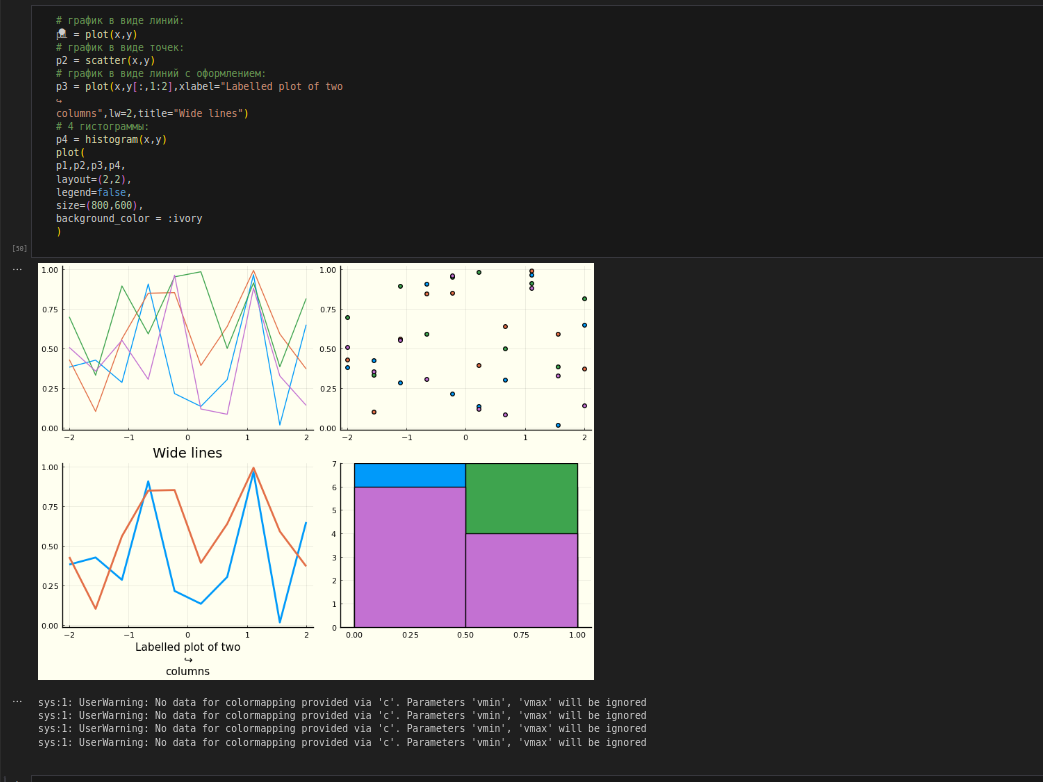 # график в виде линий:
p1 = plot(x,y)
# график в виде точек:
p2 = scatter(x,y)
# график в виде линий с оформлением:
p3 = plot(x,y[:,1:2],xlabel="Labelled plot of two
↪
columns",lw=2,title="Wide lines")
# 4 гистограммы:
p4 = histogram(x,y)
plot(
p1,p2,p3,p4,
layout=(2,2),
legend=false,
size=(800,600),
background_color = :ivory
)
[50]
...
1.00
0.75
0.50
0.25
0.00
−2 −1 0 1 2
1.00
0.75
0.50
0.25
0.00
−2 −1 0 1 2
Wide lines
1.00
0.75
0.50
0.25
0.00
−2 −1 0 1 2
Labelled plot of two
↪
columns
7
6
5
4
3
2
1
0
0.00 0.25 0.50 0.75 1.00
...
sys:1: UserWarning: No data for colormapping provided via 'c'. Parameters 'vmin', 'vmax' will be ignored
sys:1: UserWarning: No data for colormapping provided via 'c'. Parameters 'vmin', 'vmax' will be ignored
sys:1: UserWarning: No data for colormapping provided via 'c'. Parameters 'vmin', 'vmax' will be ignored
sys:1: UserWarning: No data for colormapping provided via 'c'. Parameters 'vmin', 'vmax' will be ignored